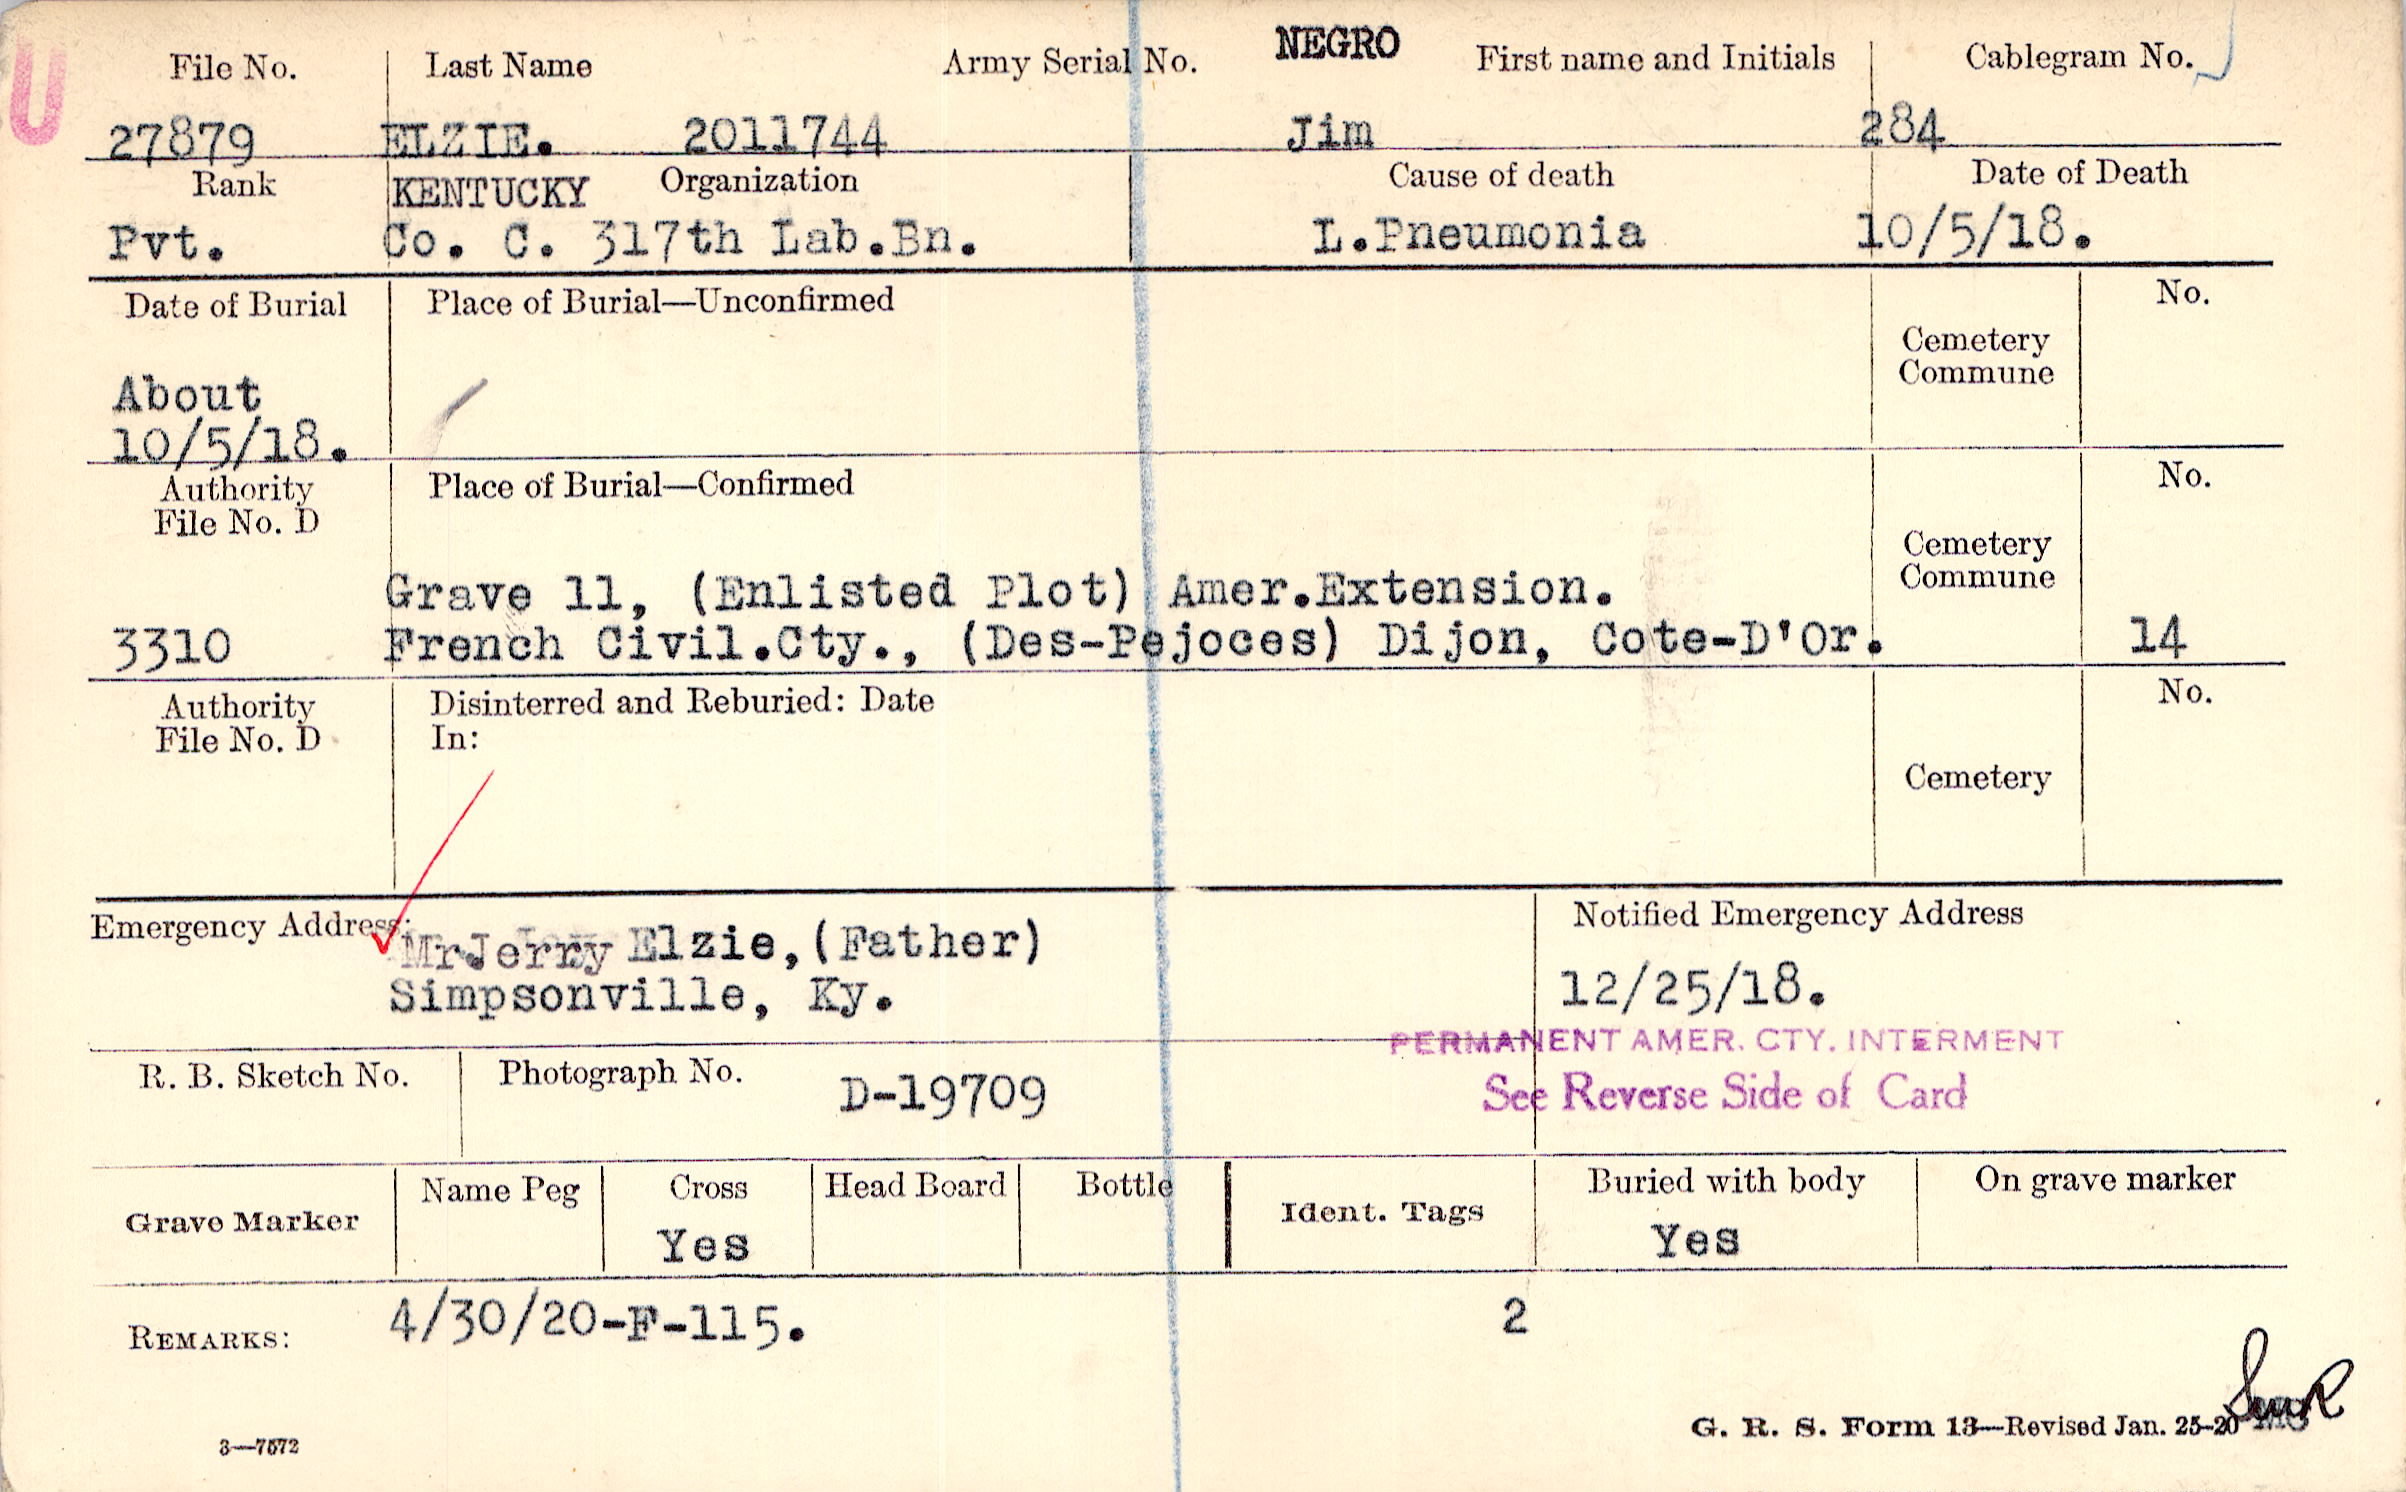 U
File No. Last Name Army Serial No. NEGRO First name and Initials Cablegram No.
27879 ELZIE. 2011744 Jim 284
Rank KENTUCKY Organization Cause of death Date of Death
Pvt. Co. C. 317th Lab.Bn. L.Pneumonia 10/5/18.
Date of Burial Place of Burial—Unconfirmed No.
Cemetery
Commune
About
10/5/18.
Authority
File No. D Place of Burial—Confirmed No.
Cemetery
Commune
Grave 11, (Enlisted Plot) Amer.Extension.
3310 French Civil.Cty., (Des-Pejoces) Dijon, Cote-D'Or. 14
Authority
File No. D Disinterred and Reburied: Date No.
In:
Cemetery
Emergency Address: Notified Emergency Address
Mr.Jerry Elzie,(Father)
Simpsonville, Ky. 12/25/18.
PERMANENT AMER. CTY. INTERMENT
See Reverse Side of Card
R. B. Sketch No. Photograph No. D-19709
Grave Marker Name Peg Cross Head Board Bottle Ident. Tags Buried with body On grave marker
Yes Yes
REMARKS: 4/30/20-F-115. 2
3—7572 G. R. S. Form 13—Revised Jan. 25-20